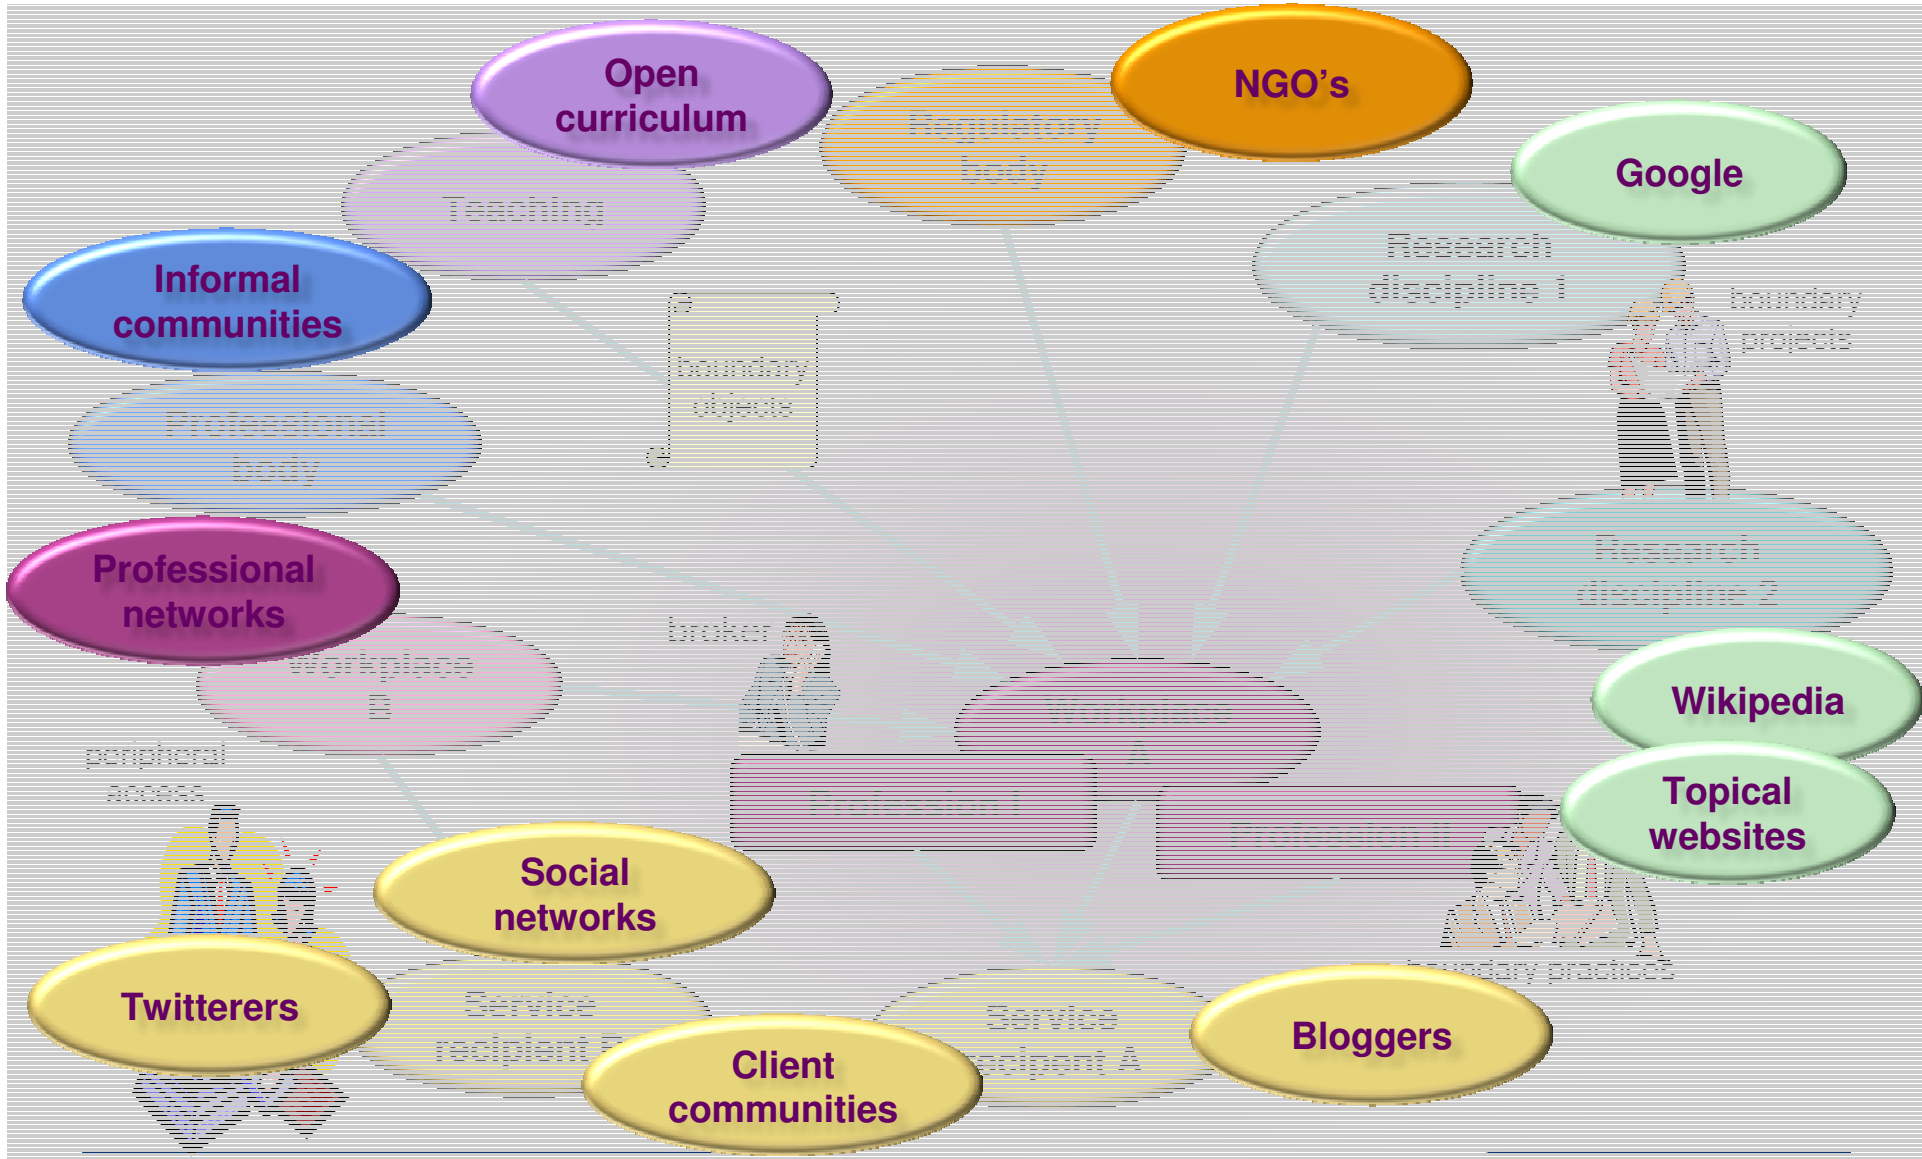 Open
curriculum
NGO’s
Regulatory
body
Google
Teaching
Research
discipline 1
Informal
communities
boundary
projects
boundary
objects
Professional
body
Professional
networks
Research
discipline 2
broker
Workplace
B
Workplace
A
Wikipedia
peripheral
access
Profession I
Profession II
Topical
websites
Social
networks
boundary practices
Twitterers
Service
recipient
Service
cipent A
Bloggers
Client
communities